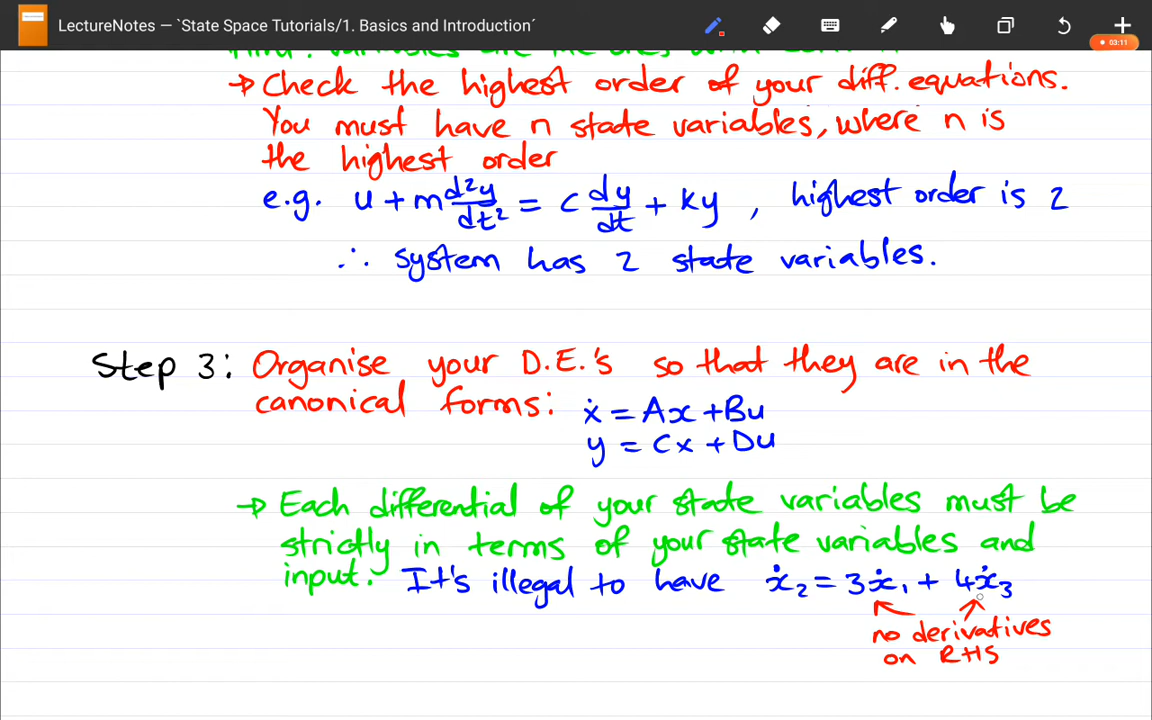 LectureNotes — `State Space Tutorials/1. Basics and Introduction´
03:11
variables are
→ Check the highest order of your diff. equations.
You must have n state variables, where n is
the highest order
e.g. u + m d²y/dt² = c dy/dt + ky , highest order is 2
∴ system has 2 state variables.
Step 3: Organise your D.E.'s so that they are in the
canonical forms: ẋ = Ax + Bu
y = Cx + Du
→ Each differential of your state variables must be
strictly in terms of your state variables and
input. It's illegal to have ẋ₂ = 3ẋ₁ + 4ẋ₃
no derivatives
on RHS